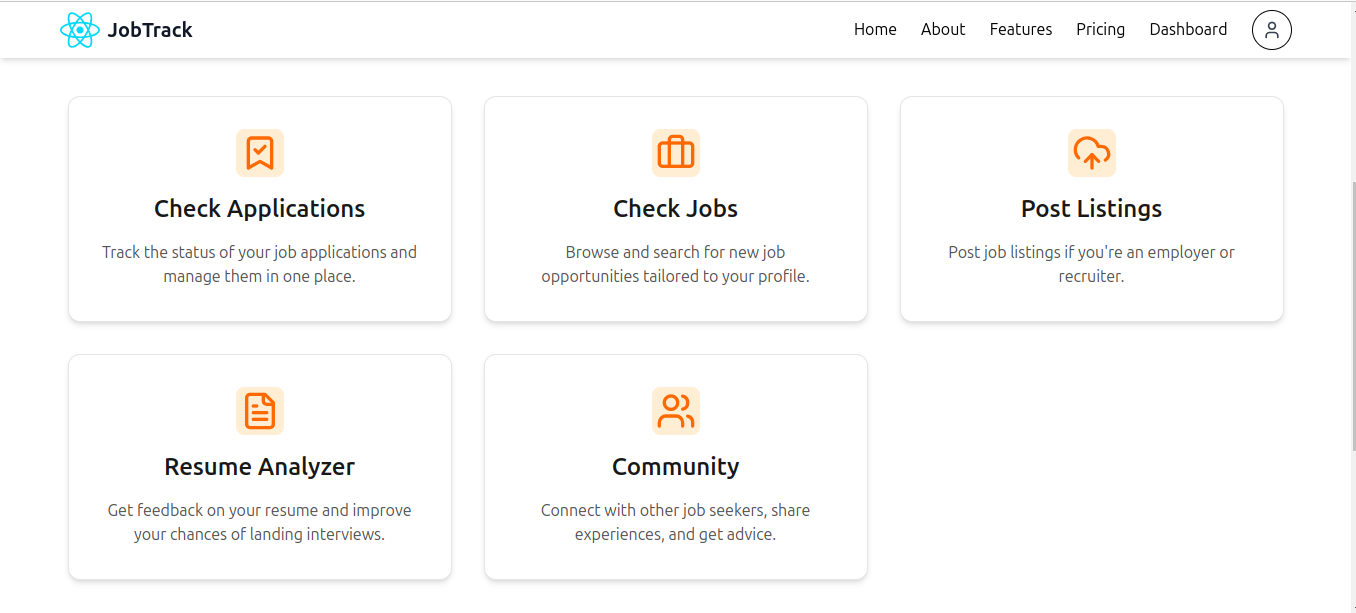 JobTrack
Home
About
Features
Pricing
Dashboard
Check Applications
Track the status of your job applications and
manage them in one place.
Check Jobs
Browse and search for new job
opportunities tailored to your profile.
Post Listings
Post job listings if you're an employer or
recruiter.
Resume Analyzer
Get feedback on your resume and improve
your chances of landing interviews.
Community
Connect with other job seekers, share
experiences, and get advice.